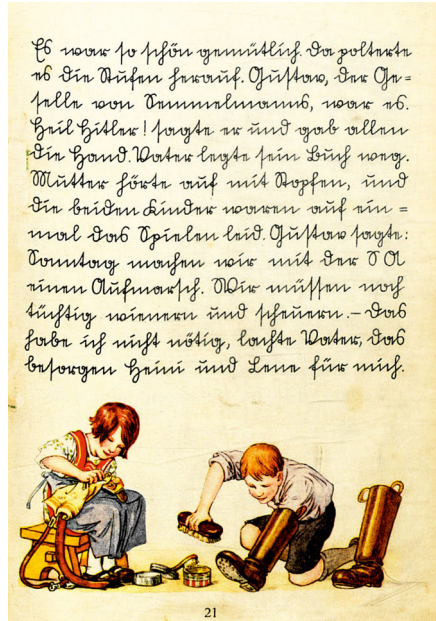 Es war so schön gemütlich. Da polterte
es die Stufen herauf. Gustav, der Ge=
selle von Semmelmanns, war es.
Heil Hitler! sagte er und gab allen
die Hand. Vater legte sein Buch weg.
Mutter hörte auf mit Stopfen, und
die beiden Kinder waren auf ein=
mal das Spielen leid. Gustav sagte:
Sonntag machen wir mit der S A
einen Aufmarsch. Wir müssen noch
tüchtig wienern und scheuern. – Das
habe ich nicht nötig, lachte Vater, das
besorgen Heini und Lene für mich.
21